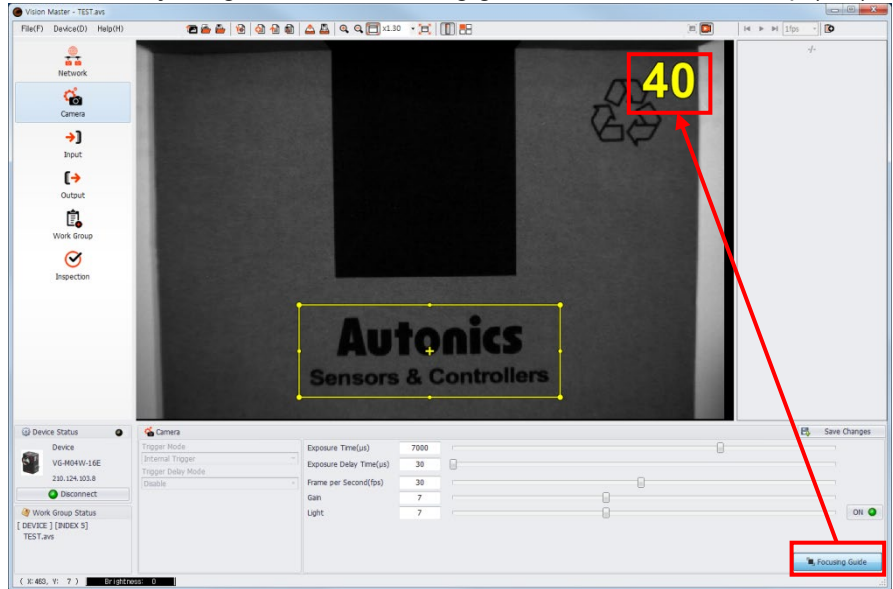 Vision Master - TEST.avs
File(F) Device(D) Help(H)
x1.30
1fps
Network
Camera
Input
Output
Work Group
Inspection
40
-/-
Autonics
Sensors & Controllers
Device Status
Device
VG-M04W-16E
210.124.103.8
Disconnect
Work Group Status
[ DEVICE ] [INDEX 5]
TEST.avs
Camera
Save Changes
Trigger Mode
Internal Trigger
Trigger Delay Mode
Disable
Exposure Time(µs) 7000
Exposure Delay Time(µs) 30
Frame per Second(fps) 30
Gain 7
Light 7
ON
Focusing Guide
( X: 463, Y: 7 ) Brightness: 0